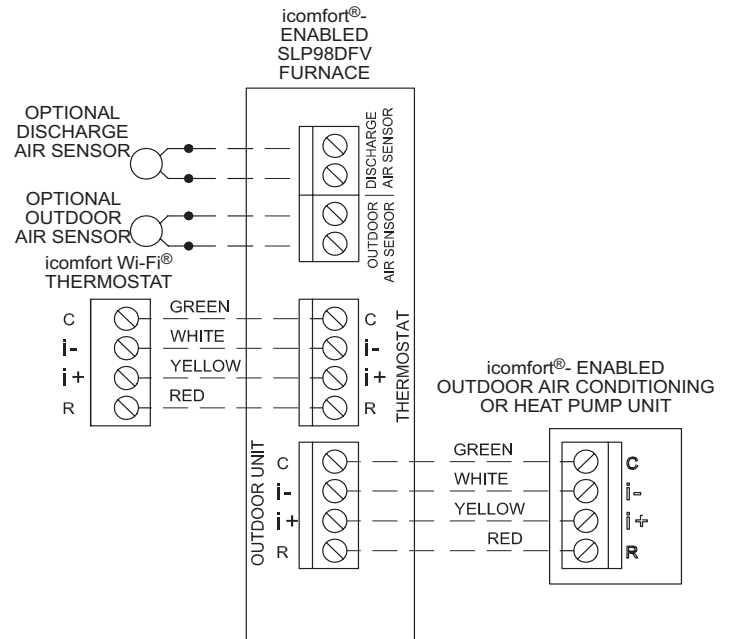 icomfort®-
ENABLED
SLP98DFV
FURNACE
OPTIONAL
DISCHARGE
AIR SENSOR
DISCHARGE
AIR SENSOR
OPTIONAL
OUTDOOR
AIR SENSOR
OUTDOOR
AIR SENSOR
icomfort Wi-Fi®
THERMOSTAT
C GREEN C
i- WHITE i-
i+ YELLOW i+
R RED R
THERMOSTAT
icomfort®- ENABLED
OUTDOOR AIR CONDITIONING
OR HEAT PUMP UNIT
OUTDOOR UNIT
C GREEN C
i- WHITE i-
i+ YELLOW i+
R RED R